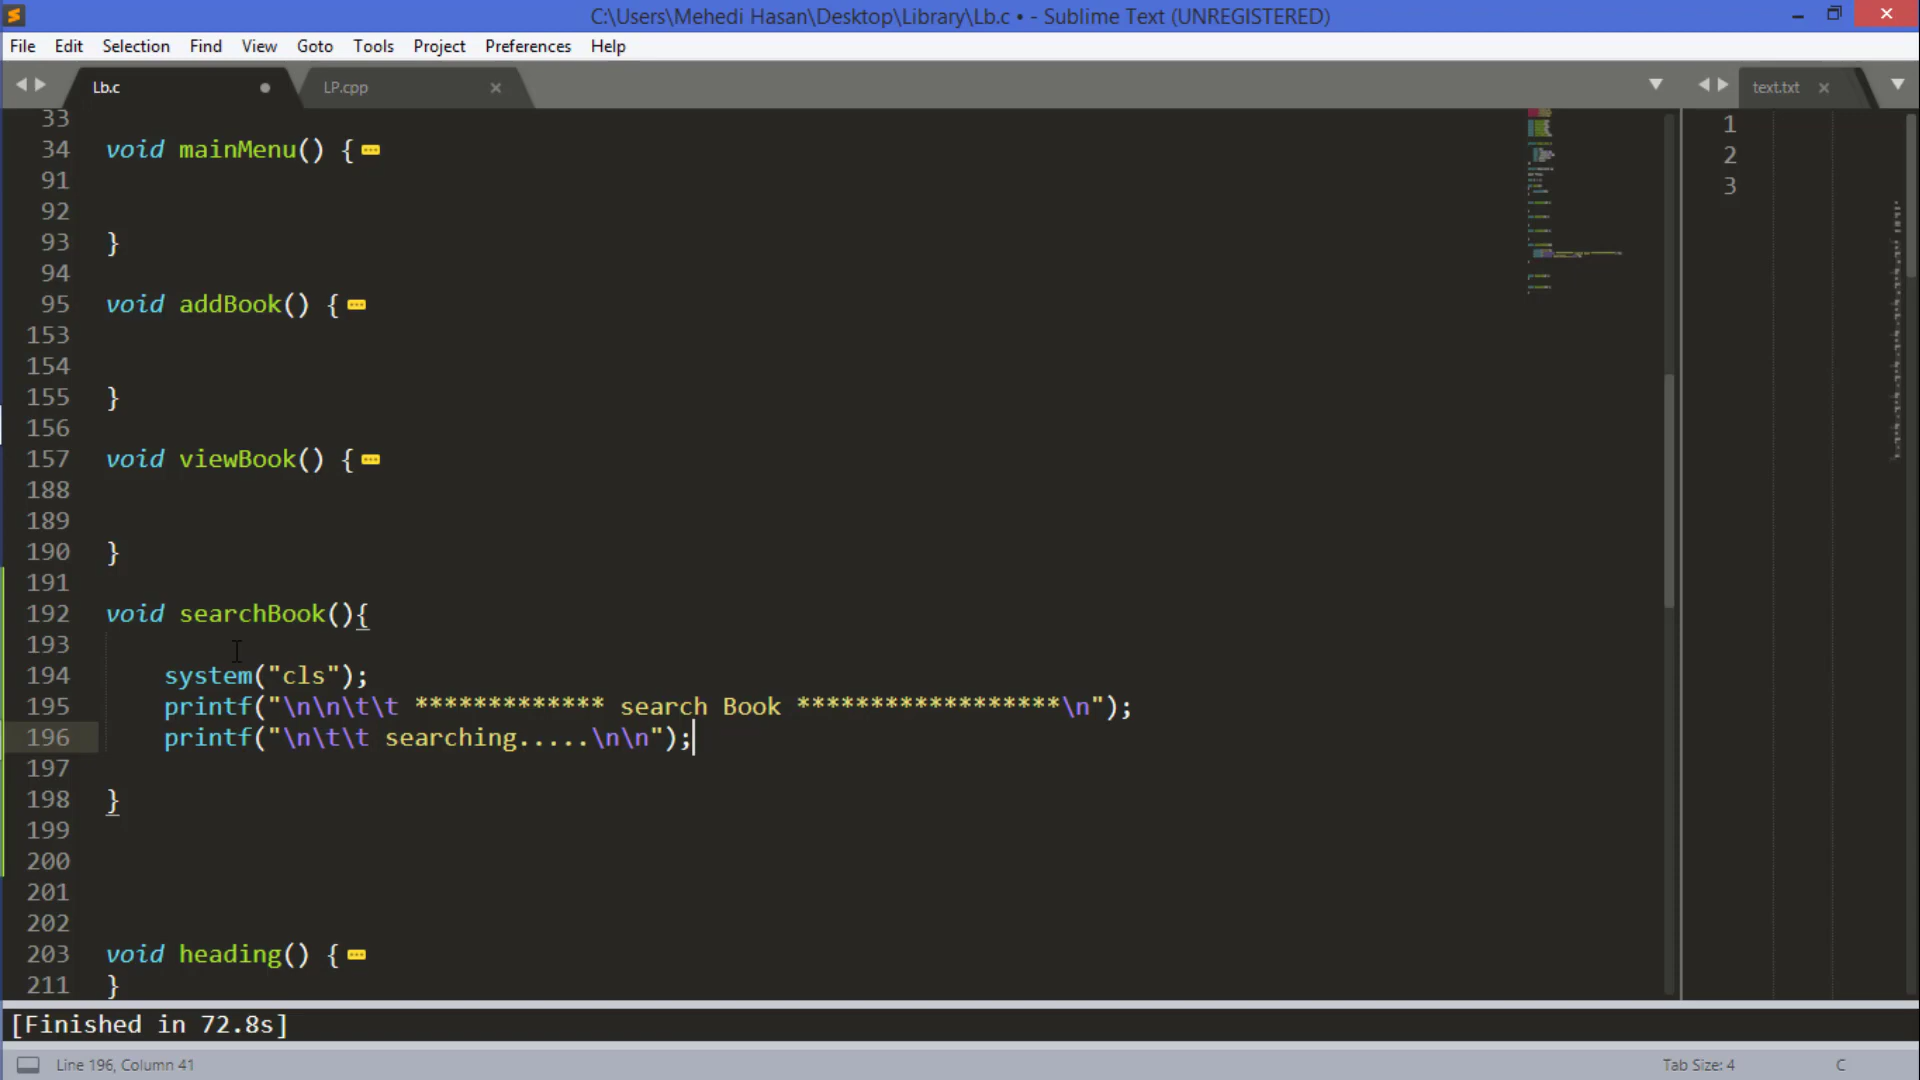 C:\Users\Mehedi Hasan\Desktop\Library\Lb.c • - Sublime Text (UNREGISTERED)
File Edit Selection Find View Goto Tools Project Preferences Help
Lb.c LP.cpp text.txt
33
34 void mainMenu() {
91
92
93 }
94
95 void addBook() {
153
154
155 }
156
157 void viewBook() {
188
189
190 }
191
192 void searchBook(){
193
194 system("cls");
195 printf("\n\n\t\t ************* search Book ******************\n");
196 printf("\n\t\t searching.....\n\n");
197
198 }
199
200
201
202
203 void heading() {
211 }
1
2
3
[Finished in 72.8s]
Line 196, Column 41 Tab Size: 4 C